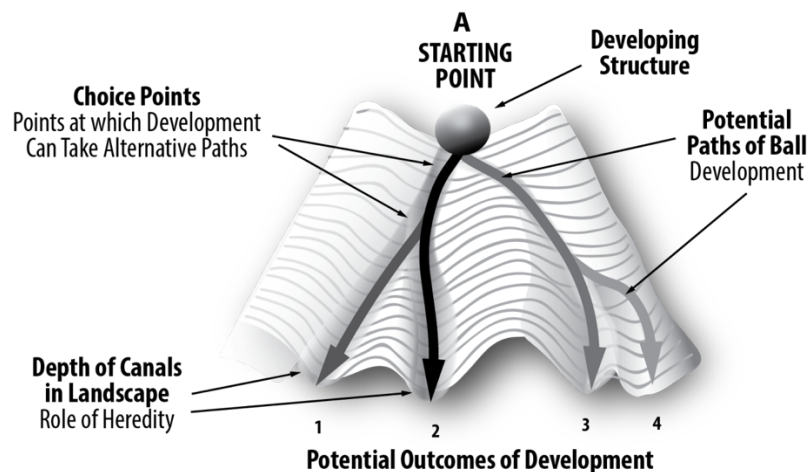 A
STARTING
POINT
Developing
Structure
Choice Points
Points at which Development
Can Take Alternative Paths
Potential
Paths of Ball
Development
Depth of Canals
in Landscape
Role of Heredity
1
2
3
4
Potential Outcomes of Development